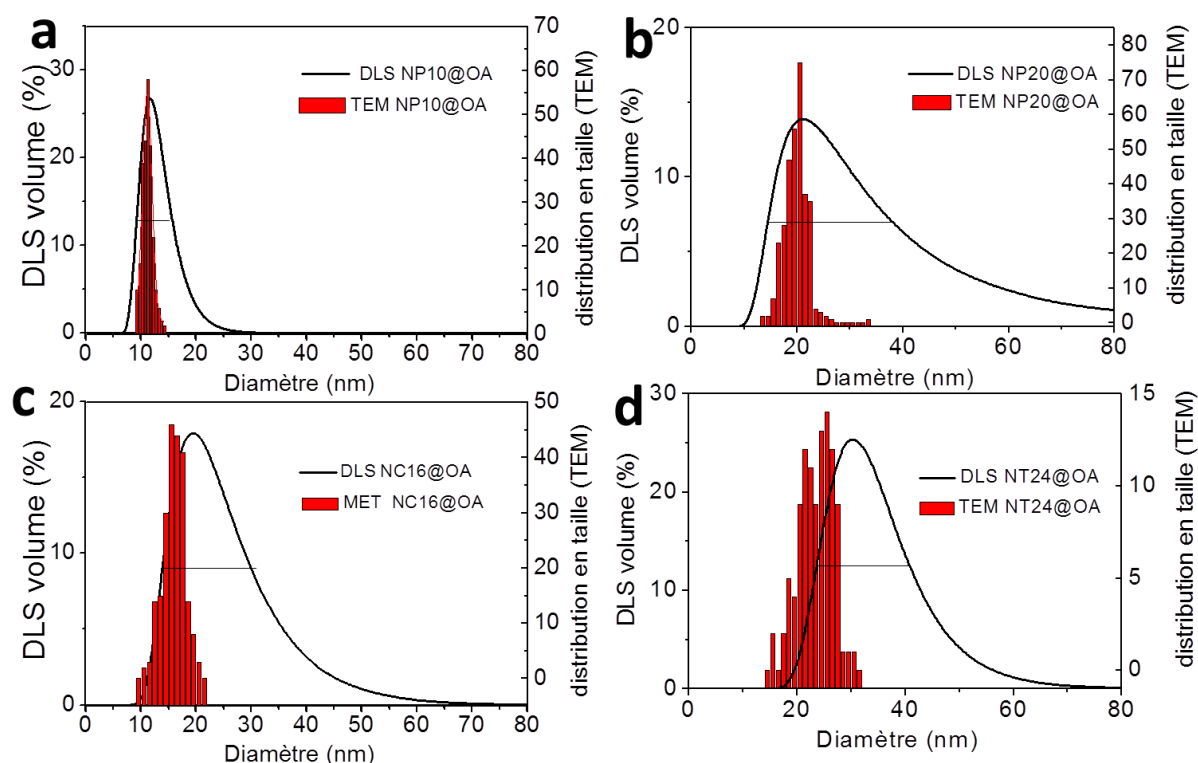 a
DLS volume (%)
30
20
10
0
DLS NP10@OA
TEM NP10@OA
70
60
50
40
30
20
10
0
distribution en taille (TEM)
0 10 20 30 40 50 60 70 80
Diamètre (nm)
b
DLS volume (%)
20
10
0
DLS NP20@OA
TEM NP20@OA
80
70
60
50
40
30
20
10
0
distribution en taille (TEM)
0 20 40 60 80
Diamètre (nm)
c
DLS volume (%)
20
10
0
DLS NC16@OA
MET NC16@OA
50
40
30
20
10
0
distribution en taille (TEM)
0 10 20 30 40 50 60 70 80
Diamètre (nm)
d
DLS volume (%)
30
25
20
15
10
5
0
DLS NT24@OA
TEM NT24@OA
15
10
5
0
distribution en taille (TEM)
0 20 40 60 80
Diamètre (nm)